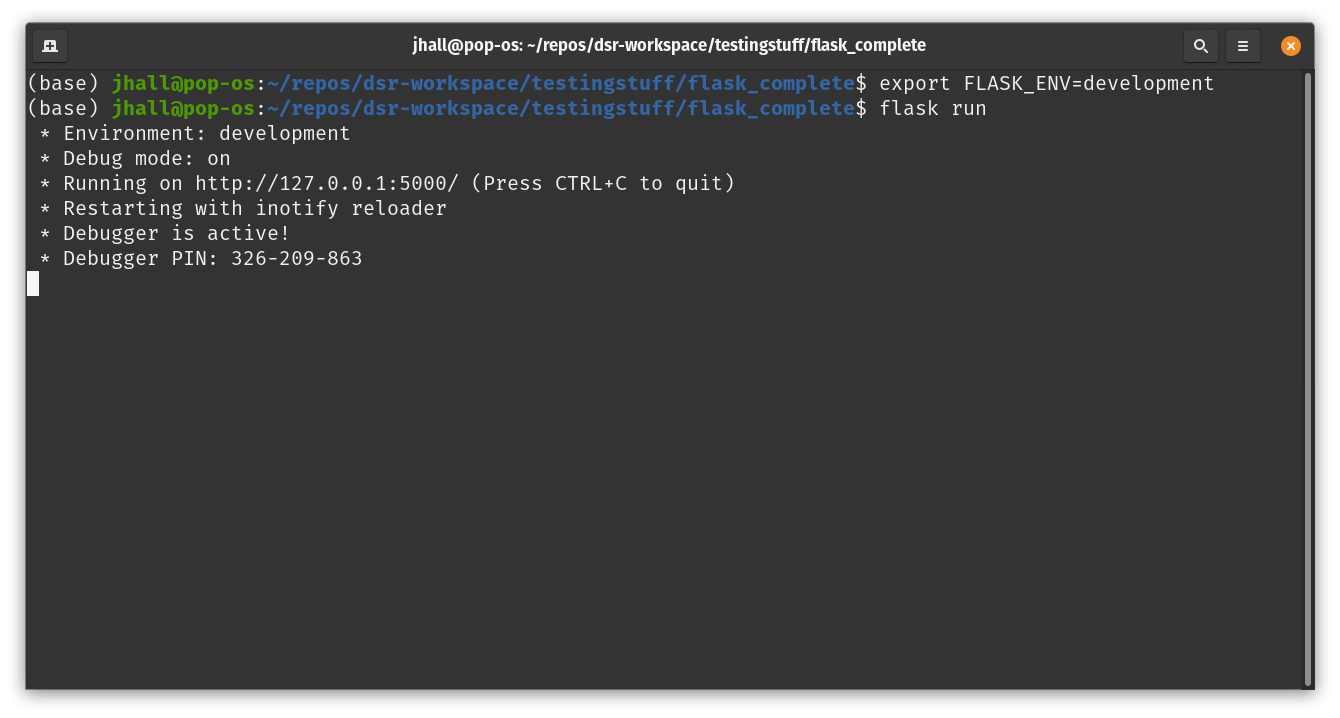 jhall@pop-os: ~/repos/dsr-workspace/testingstuff/flask_complete
(base) jhall@pop-os:~/repos/dsr-workspace/testingstuff/flask_complete$ export FLASK_ENV=development
(base) jhall@pop-os:~/repos/dsr-workspace/testingstuff/flask_complete$ flask run
* Environment: development
* Debug mode: on
* Running on http://127.0.0.1:5000/ (Press CTRL+C to quit)
* Restarting with inotify reloader
* Debugger is active!
* Debugger PIN: 326-209-863